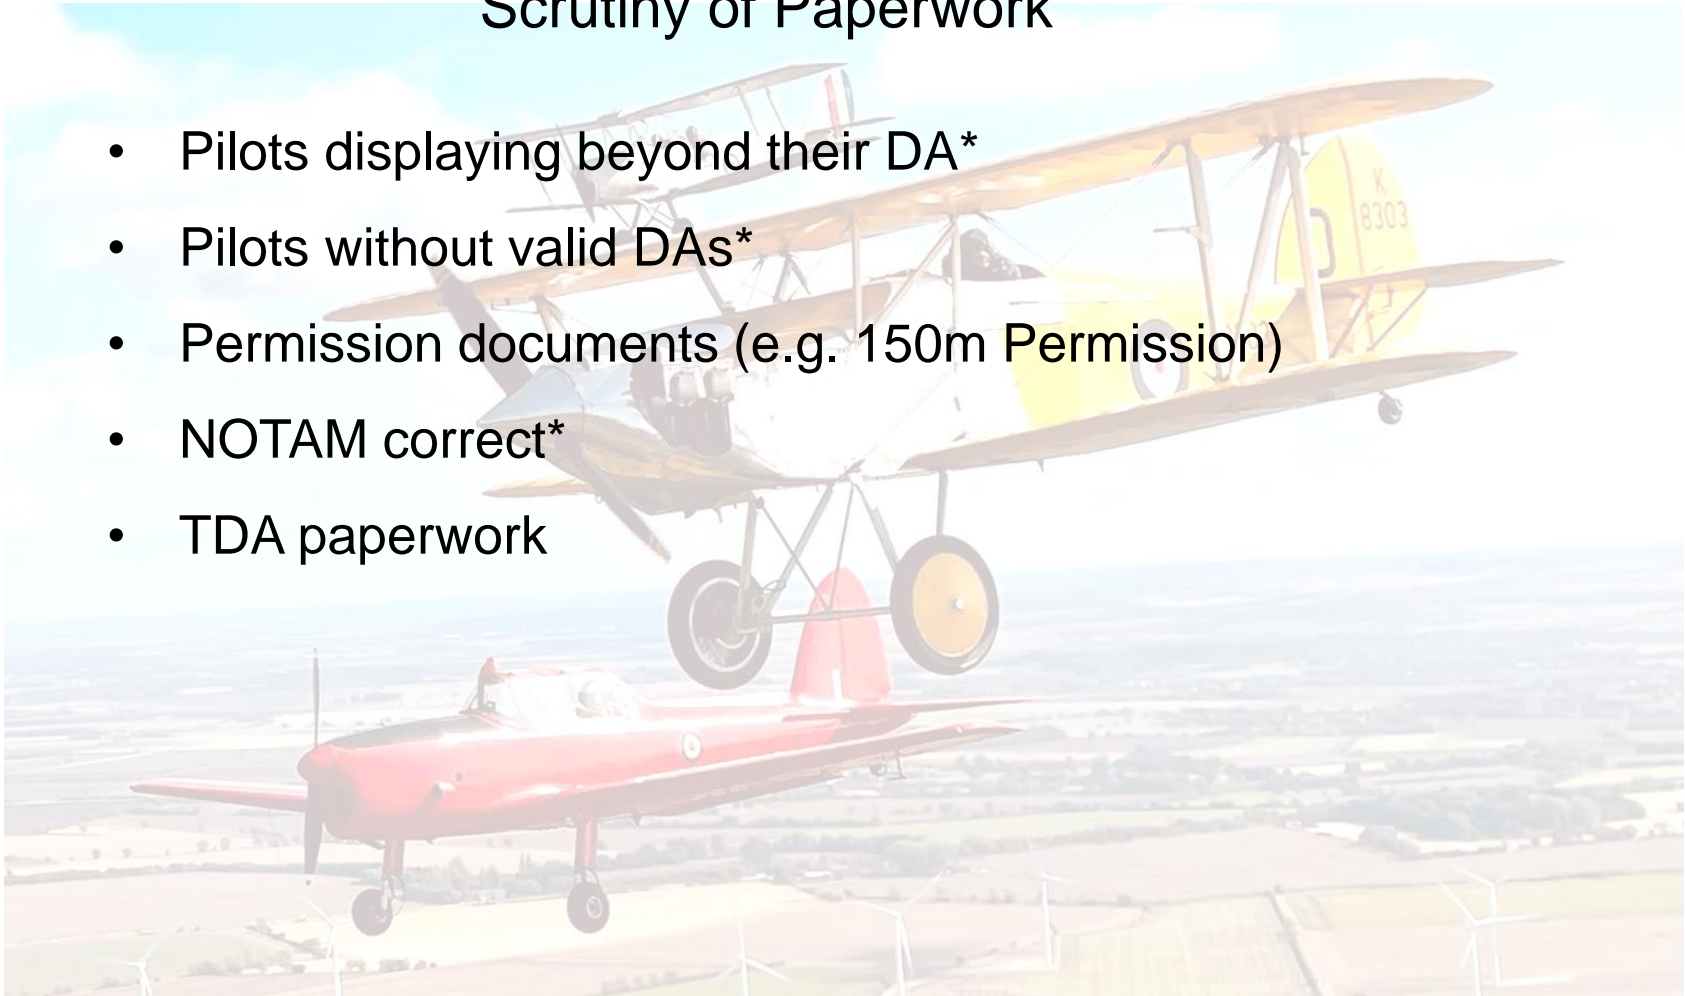 Scrutiny of Paperwork
• Pilots displaying beyond their DA*
• Pilots without valid DAs*
• Permission documents (e.g. 150m Permission)
• NOTAM correct*
• TDA paperwork
K
8303